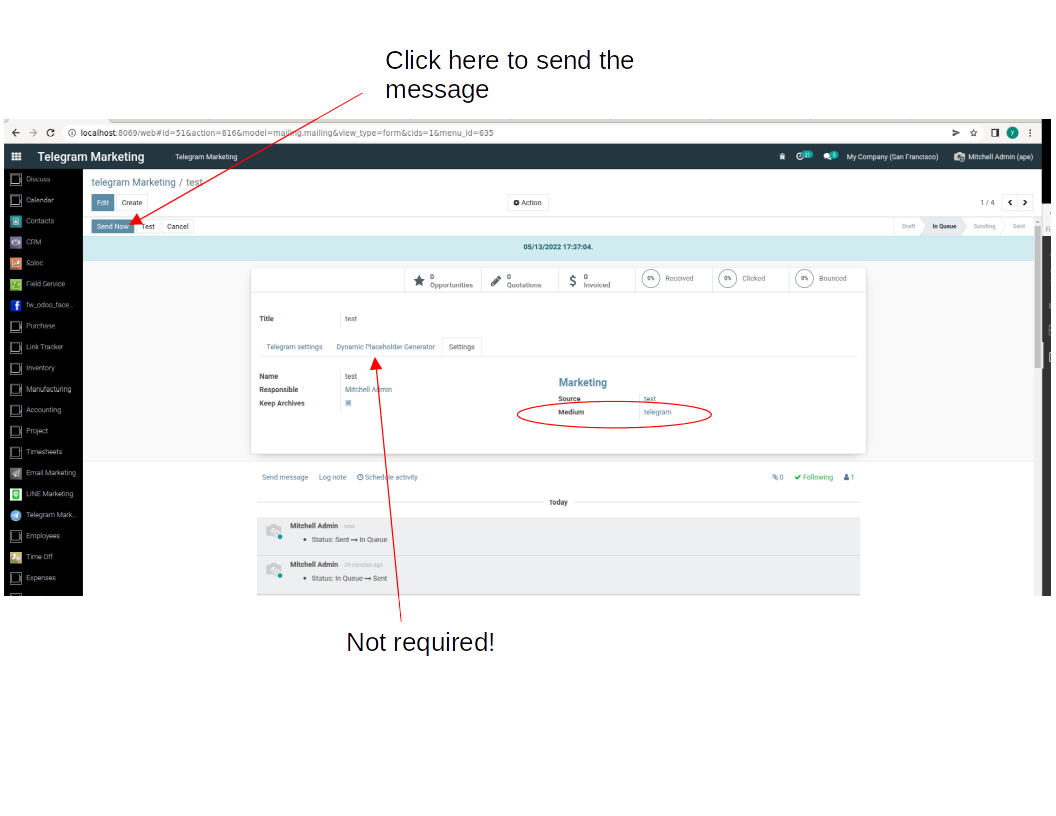 Click here to send the
message
localhost:8069/web#id=51&action=816&model=mailing.mailing&view_type=form&cids=1&menu_id=635
Telegram Marketing
Telegram Marketing
My Company (San Francisco)
Mitchell Admin (ape)
Discuss
Calendar
Contacts
CRM
Sales
Field Service
fw_odoo_face...
Purchase
Link Tracker
Inventory
Manufacturing
Accounting
Project
Timesheets
Email Marketing
LINE Marketing
Telegram Mark...
Employees
Time Off
Expenses
telegram Marketing / test
Edit Create
Action
1 / 4
Send Now Test Cancel
Draft In Queue Sending Sent
05/13/2022 17:37:04.
0 Opportunities
0 Quotations
0 Invoiced
0% Received
0% Clicked
0% Bounced
Title test
Telegram settings Dynamic Placeholder Generator Settings
Name test
Responsible Mitchell Admin
Keep Archives
Marketing
Source test
Medium telegram
Send message Log note Schedule activity
0 Following 1
Today
Mitchell Admin - now
• Status: Sent → In Queue
Mitchell Admin - 39 minutes ago
• Status: In Queue → Sent
Not required!